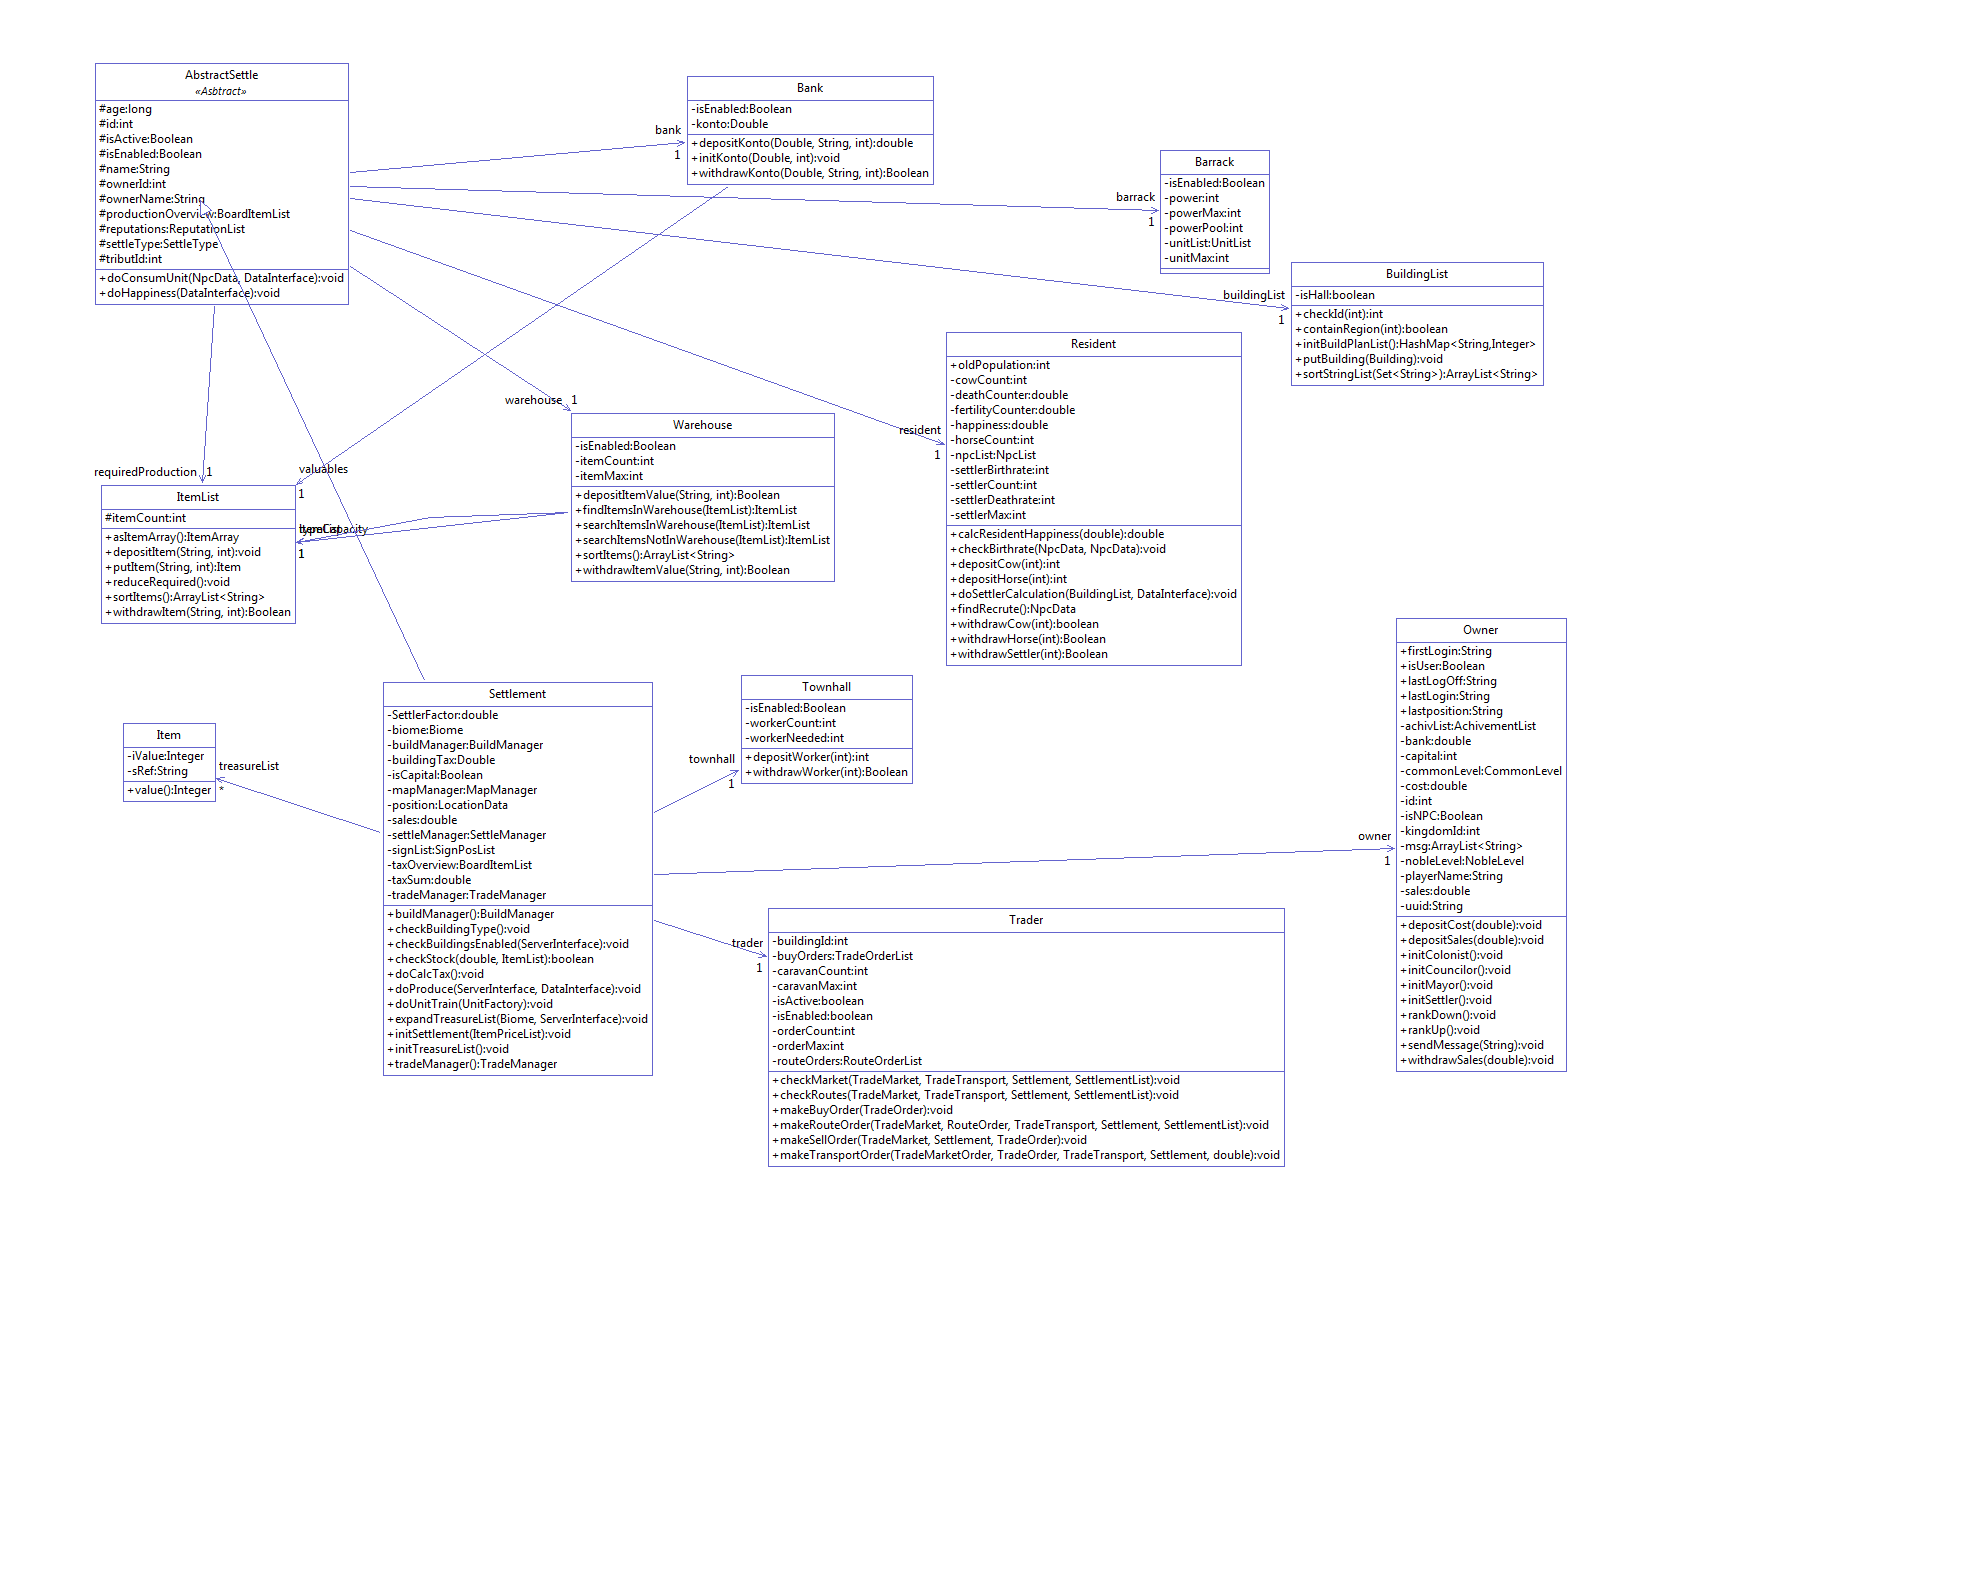 AbstractSettle
«Asbtract»
#age:long
#id:int
#isActive:Boolean
#isEnabled:Boolean
#name:String
#ownerId:int
#ownerName:String
#productionOverview:BoardItemList
#reputations:ReputationList
#settleType:SettleType
#tributId:int
+doConsumUnit(NpcData, DataInterface):void
+doHappiness(DataInterface):void
bank
1
Bank
-isEnabled:Boolean
-konto:Double
+depositKonto(Double, String, int):double
+initKonto(Double, int):void
+withdrawKonto(Double, String, int):Boolean
barrack
1
Barrack
-isEnabled:Boolean
-power:int
-powerMax:int
-powerPool:int
-unitList:UnitList
-unitMax:int
buildingList
1
BuildingList
-isHall:boolean
+checkId(int):int
+containRegion(int):boolean
+initBuildPlanList():HashMap<String,Integer>
+putBuilding(Building):void
+sortStringList(Set<String>):ArrayList<String>
resident
1
Resident
+oldPopulation:int
-cowCount:int
-deathCounter:double
-fertilityCounter:double
-happiness:double
-horseCount:int
-npcList:NpcList
-settlerBirthrate:int
-settlerCount:int
-settlerDeathrate:int
-settlerMax:int
+calcResidentHappiness(double):double
+checkBirthrate(NpcData, NpcData):void
+depositCow(int):int
+depositHorse(int):int
+doSettlerCalculation(BuildingList, DataInterface):void
+findRecrute():NpcData
+withdrawCow(int):boolean
+withdrawHorse(int):Boolean
+withdrawSettler(int):Boolean
warehouse 1
Warehouse
-isEnabled:Boolean
-itemCount:int
-itemMax:int
+depositItemValue(String, int):Boolean
+findItemsInWarehouse(ItemList):ItemList
+searchItemsInWarehouse(ItemList):ItemList
+searchItemsNotInWarehouse(ItemList):ItemList
+sortItems():ArrayList<String>
+withdrawItemValue(String, int):Boolean
requiredProduction 1
valuables
1
ItemList
#itemCount:int
+asItemArray():ItemArray
+depositItem(String, int):void
+putItem(String, int):Item
+reduceRequired():void
+sortItems():ArrayList<String>
+withdrawItem(String, int):Boolean
1
Settlement
-SettlerFactor:double
-biome:Biome
-buildManager:BuildManager
-buildingTax:Double
-isCapital:Boolean
-mapManager:MapManager
-position:LocationData
-sales:double
-settleManager:SettleManager
-signList:SignPosList
-taxOverview:BoardItemList
-taxSum:double
-tradeManager:TradeManager
+buildManager():BuildManager
+checkBuildingType():void
+checkBuildingsEnabled(ServerInterface):void
+checkStock(double, ItemList):boolean
+doCalcTax():void
+doProduce(ServerInterface, DataInterface):void
+doUnitTrain(UnitFactory):void
+expandTreasureList(Biome, ServerInterface):void
+initSettlement(ItemPriceList):void
+initTreasureList():void
+tradeManager():TradeManager
Item
-iValue:Integer
-sRef:String
+value():Integer
treasureList
*
townhall
1
Townhall
-isEnabled:Boolean
-workerCount:int
-workerNeeded:int
+depositWorker(int):int
+withdrawWorker(int):Boolean
owner
1
Owner
+firstLogin:String
+isUser:Boolean
+lastLogOff:String
+lastLogin:String
+lastposition:String
-achivList:AchivementList
-bank:double
-capital:int
-commonLevel:CommonLevel
-cost:double
-id:int
-isNPC:Boolean
-kingdomId:int
-msg:ArrayList<String>
-nobleLevel:NobleLevel
-playerName:String
-sales:double
-uuid:String
+depositCost(double):void
+depositSales(double):void
+initColonist():void
+initCouncilor():void
+initMayor():void
+initSettler():void
+rankDown():void
+rankUp():void
+sendMessage(String):void
+withdrawSales(double):void
trader
1
Trader
-buildingId:int
-buyOrders:TradeOrderList
-caravanCount:int
-caravanMax:int
-isActive:boolean
-isEnabled:boolean
-orderCount:int
-orderMax:int
-routeOrders:RouteOrderList
+checkMarket(TradeMarket, TradeTransport, Settlement, SettlementList):void
+checkRoutes(TradeMarket, TradeTransport, Settlement, SettlementList):void
+makeBuyOrder(TradeOrder):void
+makeRouteOrder(TradeMarket, RouteOrder, TradeTransport, Settlement, SettlementList):void
+makeSellOrder(TradeMarket, Settlement, TradeOrder):void
+makeTransportOrder(TradeMarketOrder, TradeOrder, TradeTransport, Settlement, double):void